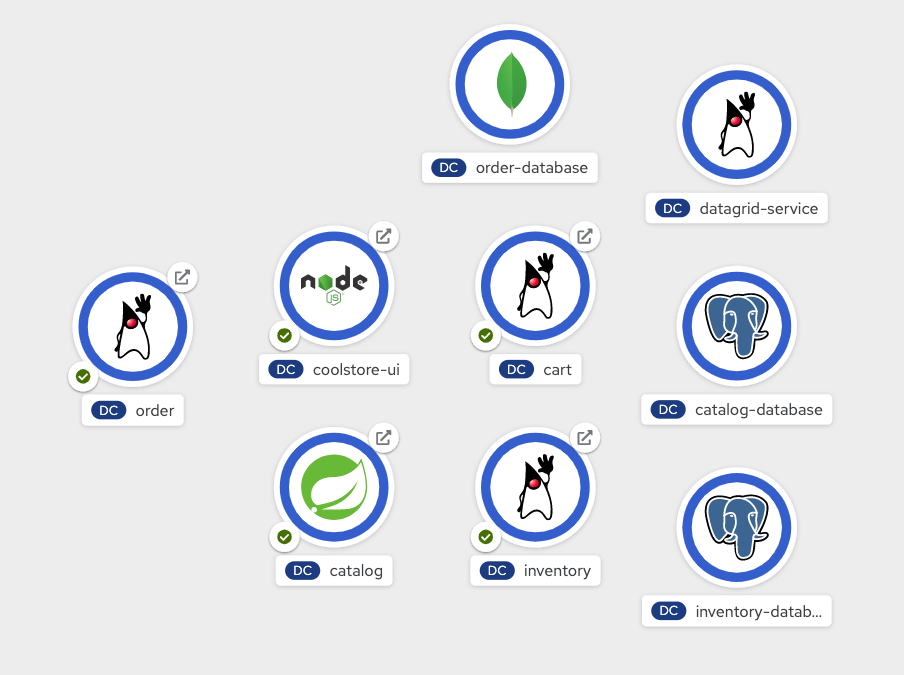 DC order-database
DC datagrid-service
node
JS
DC order
DC coolstore-ui
DC cart
DC catalog-database
DC catalog
DC inventory
DC inventory-datab...